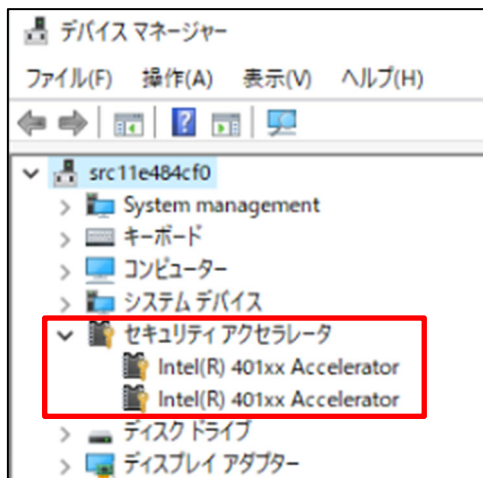 デバイス マネージャー
ファイル(F) 操作(A) 表示(V) ヘルプ(H)
src11e484cf0
System management
キーボード
コンピューター
システム デバイス
セキュリティ アクセラレータ
Intel(R) 401xx Accelerator
Intel(R) 401xx Accelerator
ディスク ドライブ
ディスプレイ アダプター